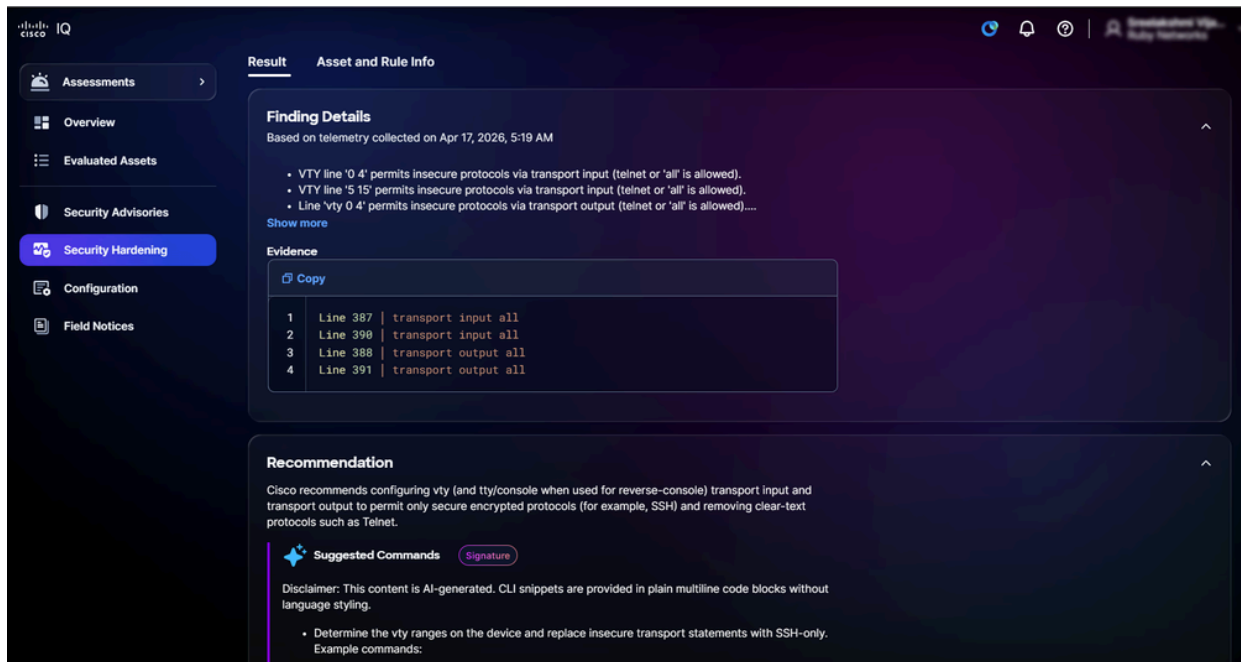 CISCO IQ
Assessments
Overview
Evaluated Assets
Security Advisories
Security Hardening
Configuration
Field Notices
Result Asset and Rule Info
Finding Details
Based on telemetry collected on Apr 17, 2026, 5:19 AM
• VTY line '0 4' permits insecure protocols via transport input (telnet or 'all' is allowed).
• VTY line '5 15' permits insecure protocols via transport input (telnet or 'all' is allowed).
• Line 'vty 0 4' permits insecure protocols via transport output (telnet or 'all' is allowed)....
Show more
Evidence
Copy
1 Line 387 | transport input all
2 Line 390 | transport input all
3 Line 388 | transport output all
4 Line 391 | transport output all
Recommendation
Cisco recommends configuring vty (and tty/console when used for reverse-console) transport input and
transport output to permit only secure encrypted protocols (for example, SSH) and removing clear-text
protocols such as Telnet.
Suggested Commands Signature
Disclaimer: This content is AI-generated. CLI snippets are provided in plain multiline code blocks without
language styling.
• Determine the vty ranges on the device and replace insecure transport statements with SSH-only.
Example commands: